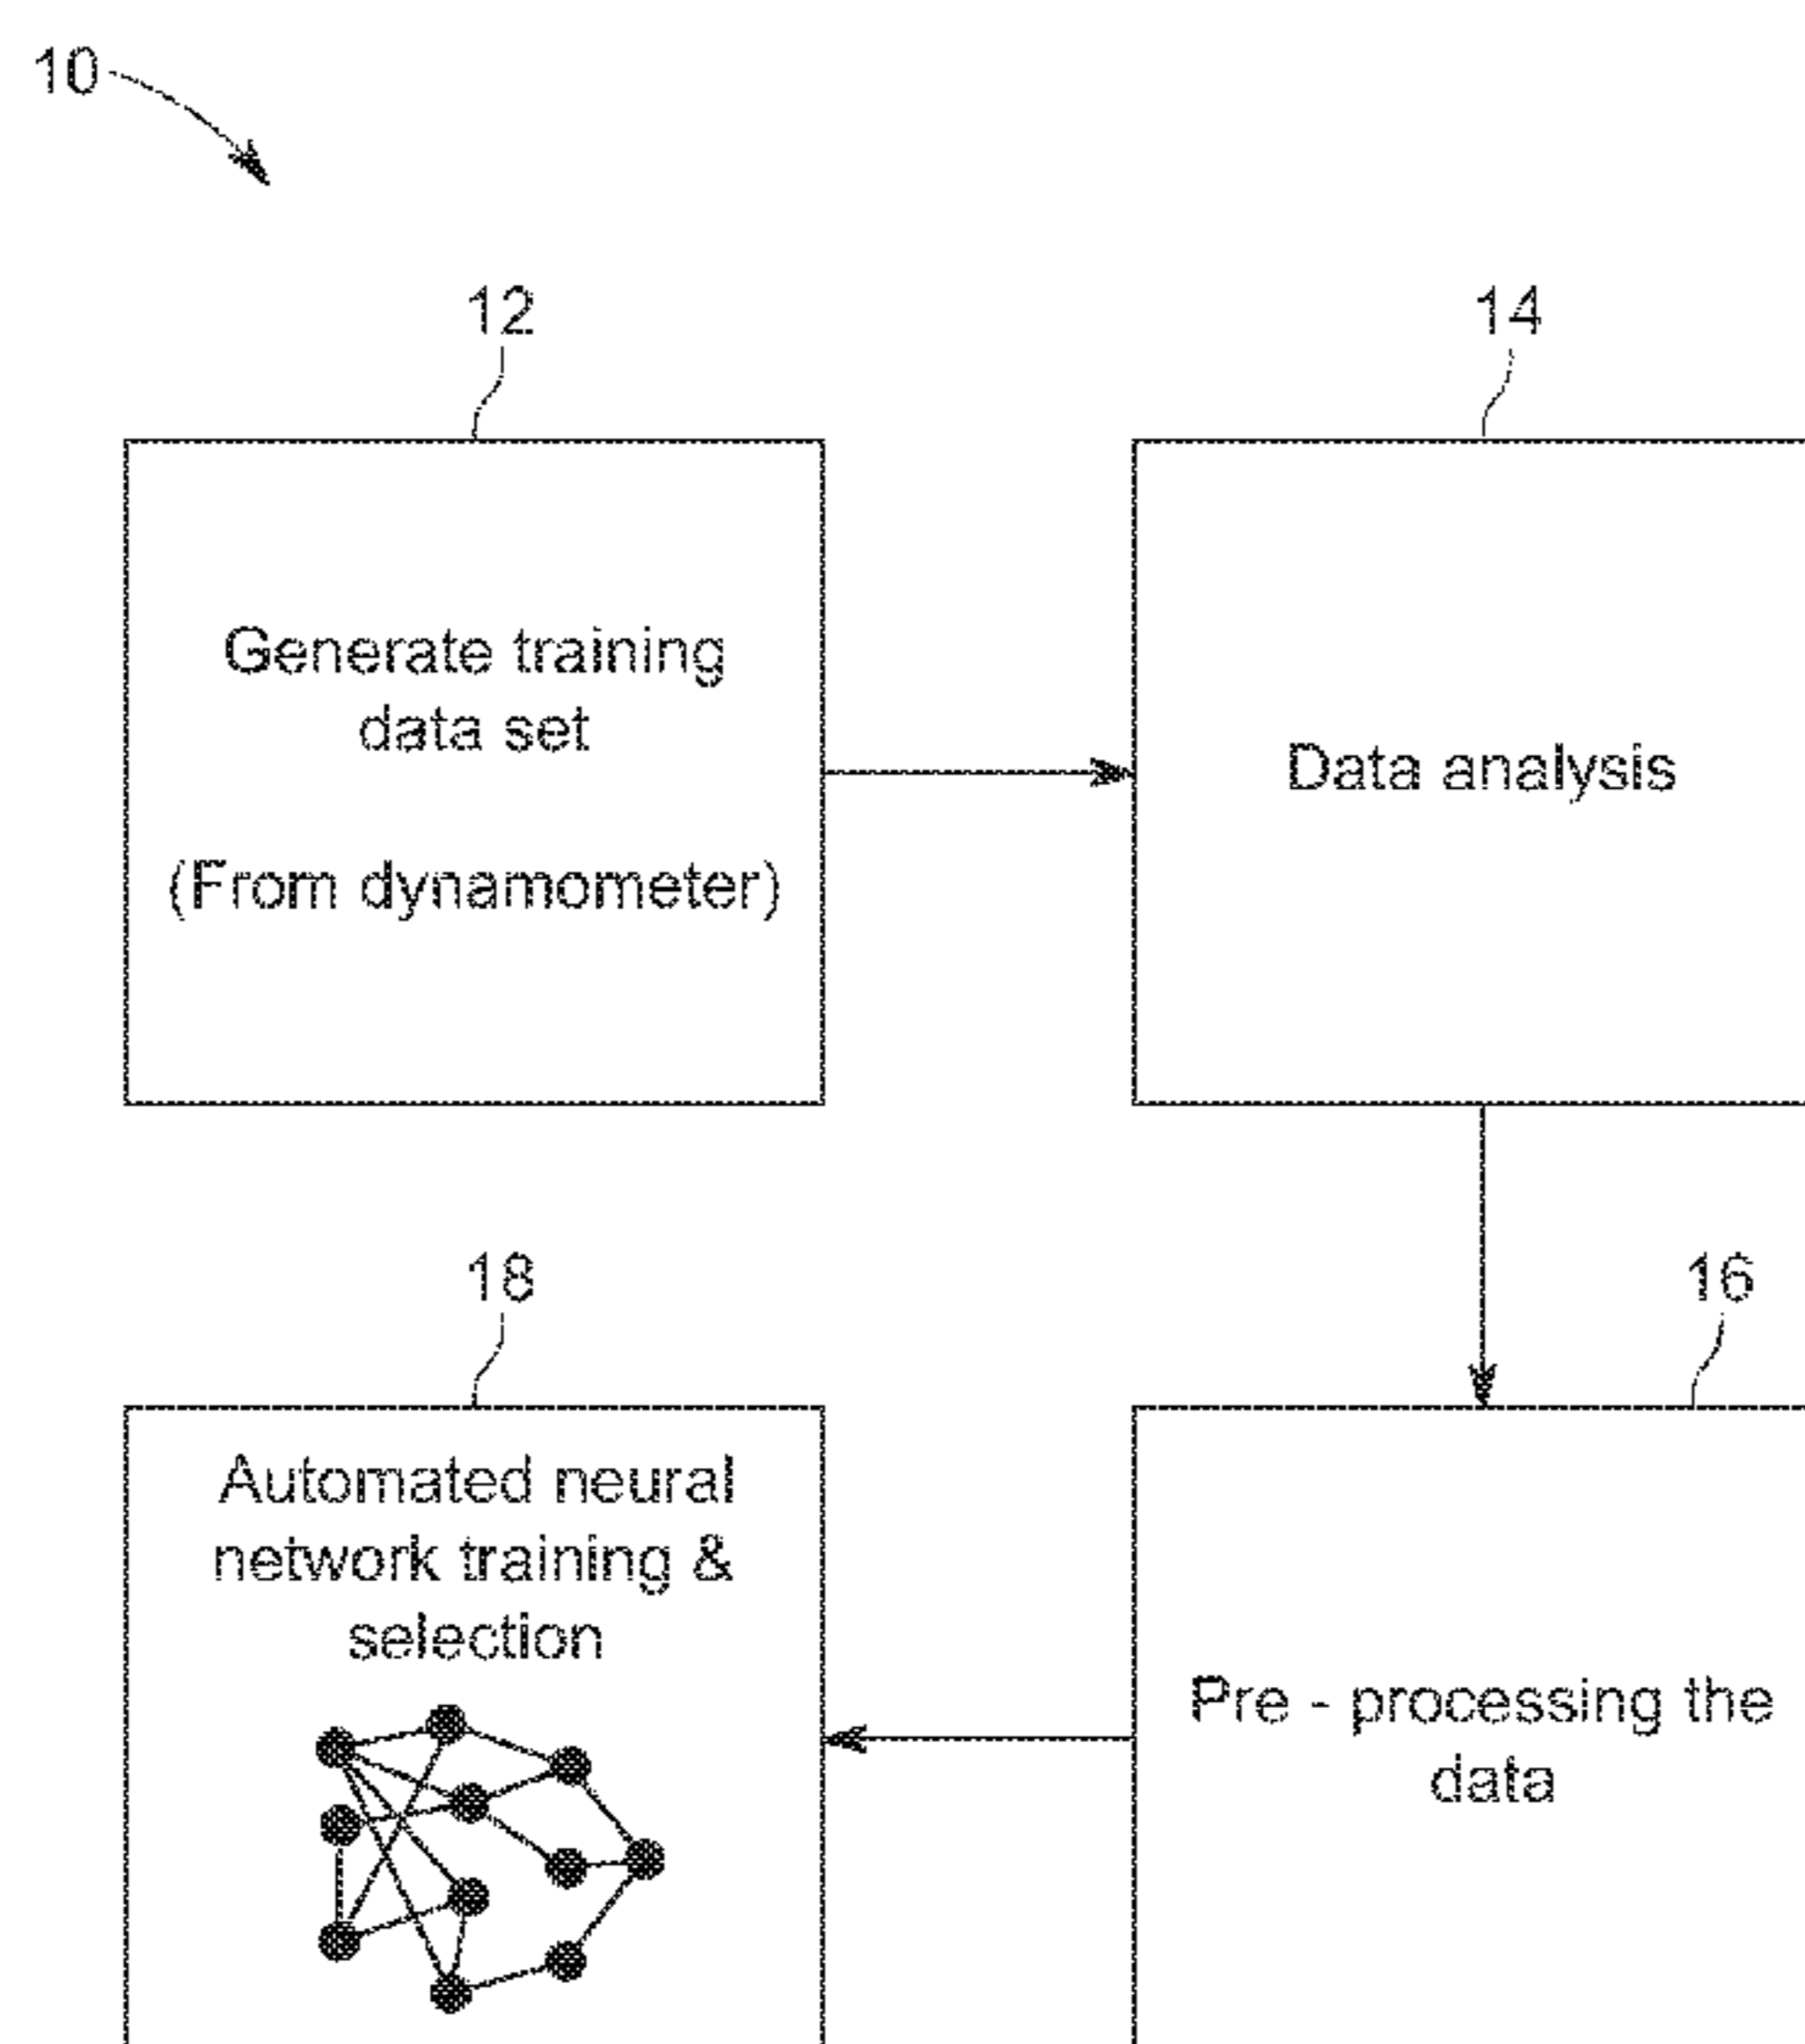 10
12
Generate training
data set
(From dynamometer)
14
Data analysis
18
Automated neural
network training &
selection
16
Pre - processing the
data